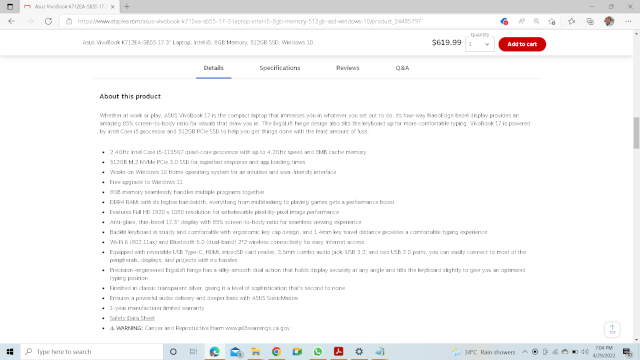 Asus VivoBook K712EA-SB55 17.3"
https://www.staples.com/asus-vivobook-k712ea-sb55-17-3-laptop-intel-i5-8gb-memory-512gb-ssd-windows-10/product_24485797
Asus VivoBook K712EA-SB55 17.3" Laptop, Intel i5, 8GB Memory, 512GB SSD, Windows 10
$619.99
Quantity
1
Add to cart
Details Specifications Reviews Q&A
About this product
Whether at work or play, ASUS VivoBook 17 is the compact laptop that immerses you in whatever you set out to do. Its four-way NanoEdge bezel display provides an
amazing 85% screen-to-body ratio for visuals that draw you in. The ErgoLift hinge design also tilts the keyboard up for more comfortable typing. VivoBook 17 is powered
by Intel Core i5 processor and 512GB PCIe SSD to help you get things done with the least amount of fuss.
• 2.4GHz Intel Core i5-1135G7 quad-core processor with up to 4.2GHz speed and 8MB cache memory
• 512GB M.2 NVMe PCIe 3.0 SSD for superfast response and app loading times
• Works on Windows 10 Home operating system for an intuitive and user-friendly interface
• Free upgrade to Windows 11
• 8GB memory seamlessly handles multiple programs together
• DDR4 RAM: with its higher bandwidth, everything from multitasking to playing games gets a performance boost
• Features Full HD 1920 x 1080 resolution for unbelievable pixel-by-pixel image performance
• Anti-glare, thin-bezel 17.3" display with 85% screen-to-body ratio for seamless viewing experience
• Backlit keyboard is sturdy and comfortable with ergonomic key cap design, and 1.4mm key travel distance provides a comfortable typing experience
• Wi-Fi 6 (802.11ax) and Bluetooth 5.0 (dual-band) 2*2 wireless connectivity for easy internet access
• Equipped with reversible USB Type-C, HDMI, microSD card reader, 3.5mm combo audio jack, USB 3.2, and two USB 2.0 ports, you can easily connect to most of the
peripherals, displays, and projects with no hassles
• Precision-engineered ErgoLift hinge has a silky-smooth dual action that holds display securely at any angle and tilts the keyboard slightly to give you an optimized
typing position
• Finished in classic transparent silver, giving it a level of sophistication that's second to none
• Ensures a powerful audio delivery and deeper bass with ASUS SonicMaster
• 1-year manufacturer limited warranty
• Safety Data Sheet
• ⚠ WARNING: Cancer and Reproductive Harm www.p65warnings.ca.gov
Type here to search
34°C Rain showers
7:04 PM
4/29/2022